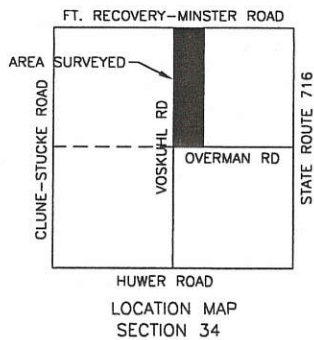 FT. RECOVERY-MINSTER ROAD
AREA SURVEYED
CLUNE-STUCKE ROAD
VOSKUHL RD
OVERMAN RD
STATE ROUTE 716
HUWER ROAD
LOCATION MAP
SECTION 34